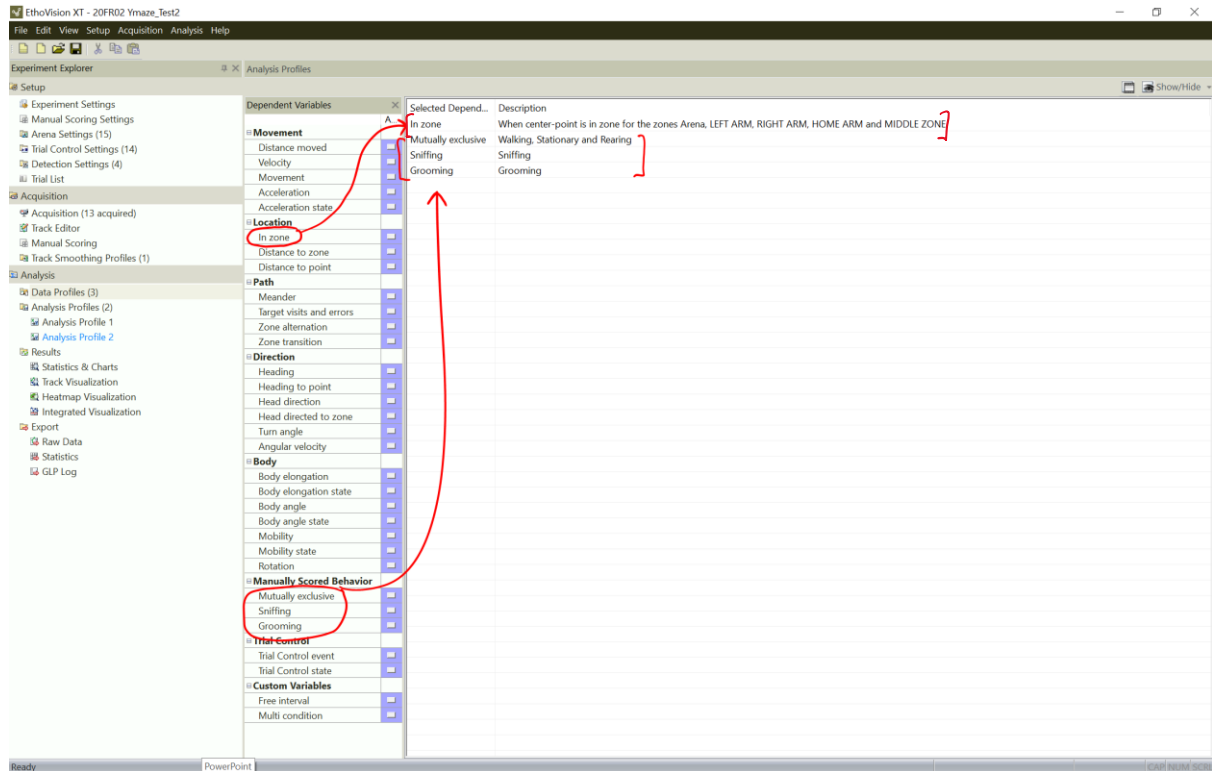 EthoVision XT - 20FR02 Ymaze_Test2
File Edit View Setup Acquisition Analysis Help
Experiment Explorer
Analysis Profiles
Setup
Show/Hide
Experiment Settings
Manual Scoring Settings
Arena Settings (15)
Trial Control Settings (14)
Detection Settings (4)
Trial List
Acquisition
Acquisition (13 acquired)
Track Editor
Manual Scoring
Track Smoothing Profiles (1)
Analysis
Data Profiles (3)
Analysis Profiles (2)
Analysis Profile 1
Analysis Profile 2
Results
Statistics & Charts
Track Visualization
Heatmap Visualization
Integrated Visualization
Export
Raw Data
Statistics
GLP Log
Dependent Variables
A...
Movement
Distance moved
Velocity
Movement
Acceleration
Acceleration state
Location
In zone
Distance to zone
Distance to point
Path
Meander
Target visits and errors
Zone alternation
Zone transition
Direction
Heading
Heading to point
Head direction
Head directed to zone
Turn angle
Angular velocity
Body
Body elongation
Body elongation state
Body angle
Body angle state
Mobility
Mobility state
Rotation
Manually Scored Behavior
Mutually exclusive
Sniffing
Grooming
Trial Control
Trial Control event
Trial Control state
Custom Variables
Free interval
Multi condition
Selected Depend... Description
In zone When center-point is in zone for the zones Arena, LEFT ARM, RIGHT ARM, HOME ARM and MIDDLE ZONE
Mutually exclusive Walking, Stationary and Rearing
Sniffing Sniffing
Grooming Grooming
Ready
PowerPoint
CAP NUM SCRL